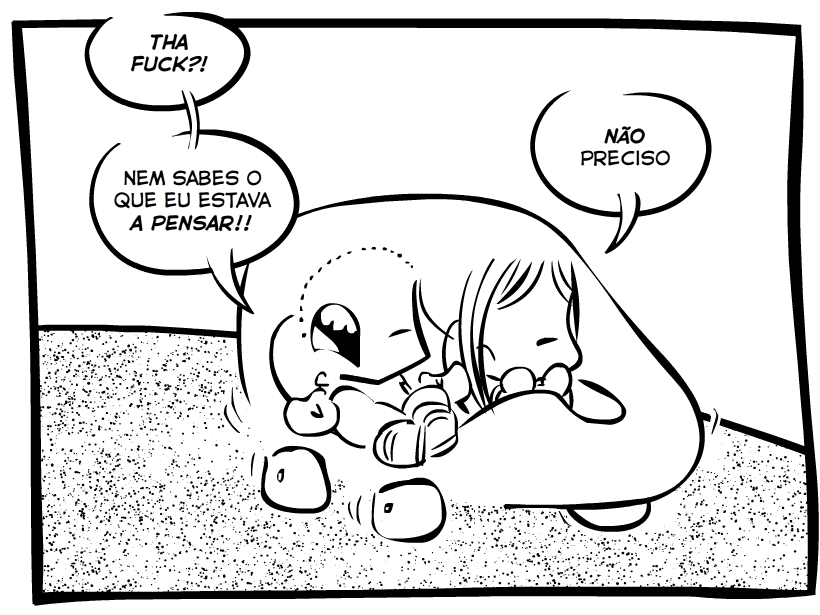 THA
FUCK?!
NEM SABES O
QUE EU ESTAVA
A PENSAR!!
NÃO
PRECISO